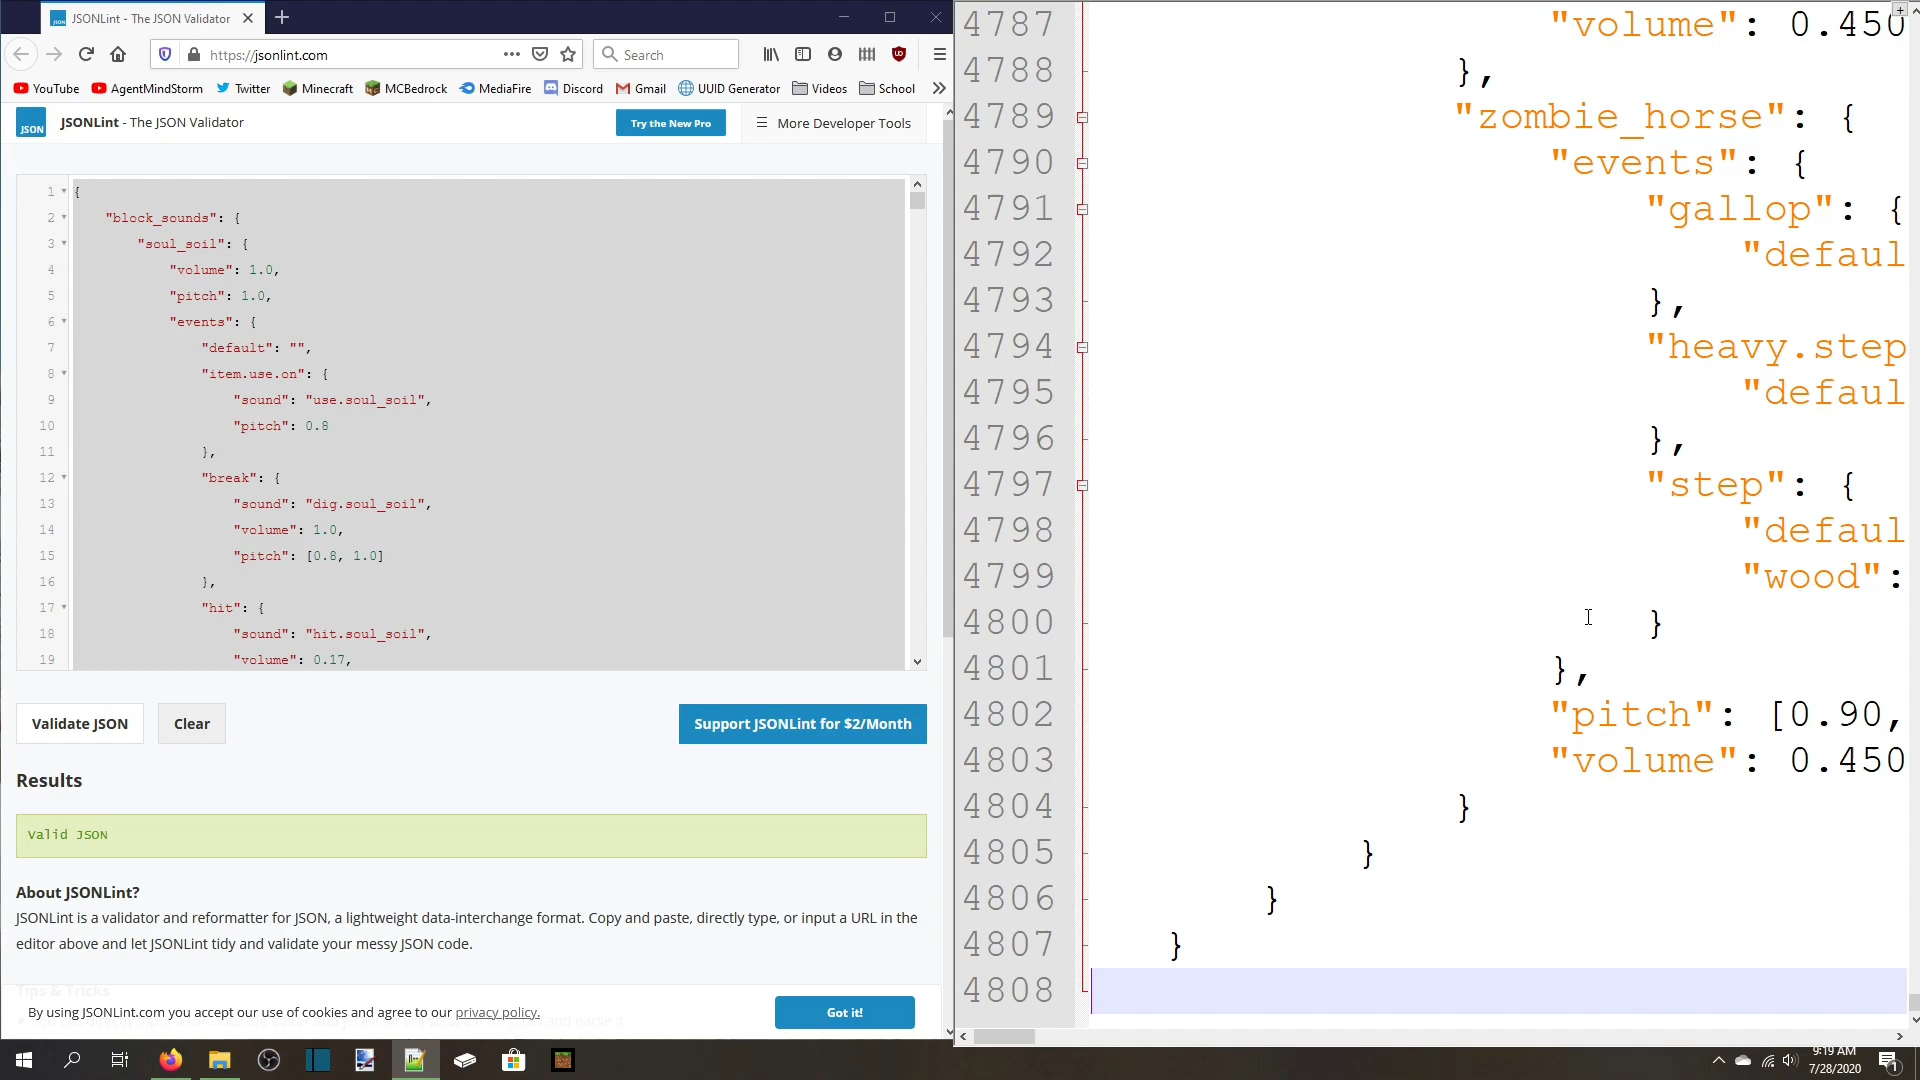 JSONLint - The JSON Validator
https://jsonlint.com
Search
YouTube
AgentMindStorm
Twitter
Minecraft
MCBedrock
MediaFire
Discord
Gmail
UUID Generator
Videos
School
JSON
JSONLint - The JSON Validator
Try the New Pro
More Developer Tools
1 {
2 "block_sounds": {
3 "soul_soil": {
4 "volume": 1.0,
5 "pitch": 1.0,
6 "events": {
7 "default": "",
8 "item.use.on": {
9 "sound": "use.soul_soil",
10 "pitch": 0.8
11 },
12 "break": {
13 "sound": "dig.soul_soil",
14 "volume": 1.0,
15 "pitch": [0.8, 1.0]
16 },
17 "hit": {
18 "sound": "hit.soul_soil",
19 "volume": 0.17,
Validate JSON
Clear
Support JSONLint for $2/Month
Results
Valid JSON
About JSONLint?
JSONLint is a validator and reformatter for JSON, a lightweight data-interchange format. Copy and paste, directly type, or input a URL in the
editor above and let JSONLint tidy and validate your messy JSON code.
Tips & Tricks
By using JSONLint.com you accept our use of cookies and agree to our privacy policy.
Got it!
4787 "volume": 0.450
4788 },
4789 "zombie_horse": {
4790 "events": {
4791 "gallop": {
4792 "defaul
4793 },
4794 "heavy.step
4795 "defaul
4796 },
4797 "step": {
4798 "defaul
4799 "wood":
4800 }
4801 },
4802 "pitch": [0.90,
4803 "volume": 0.450
4804 }
4805 }
4806 }
4807 }
4808
9:19 AM
7/28/2020
1